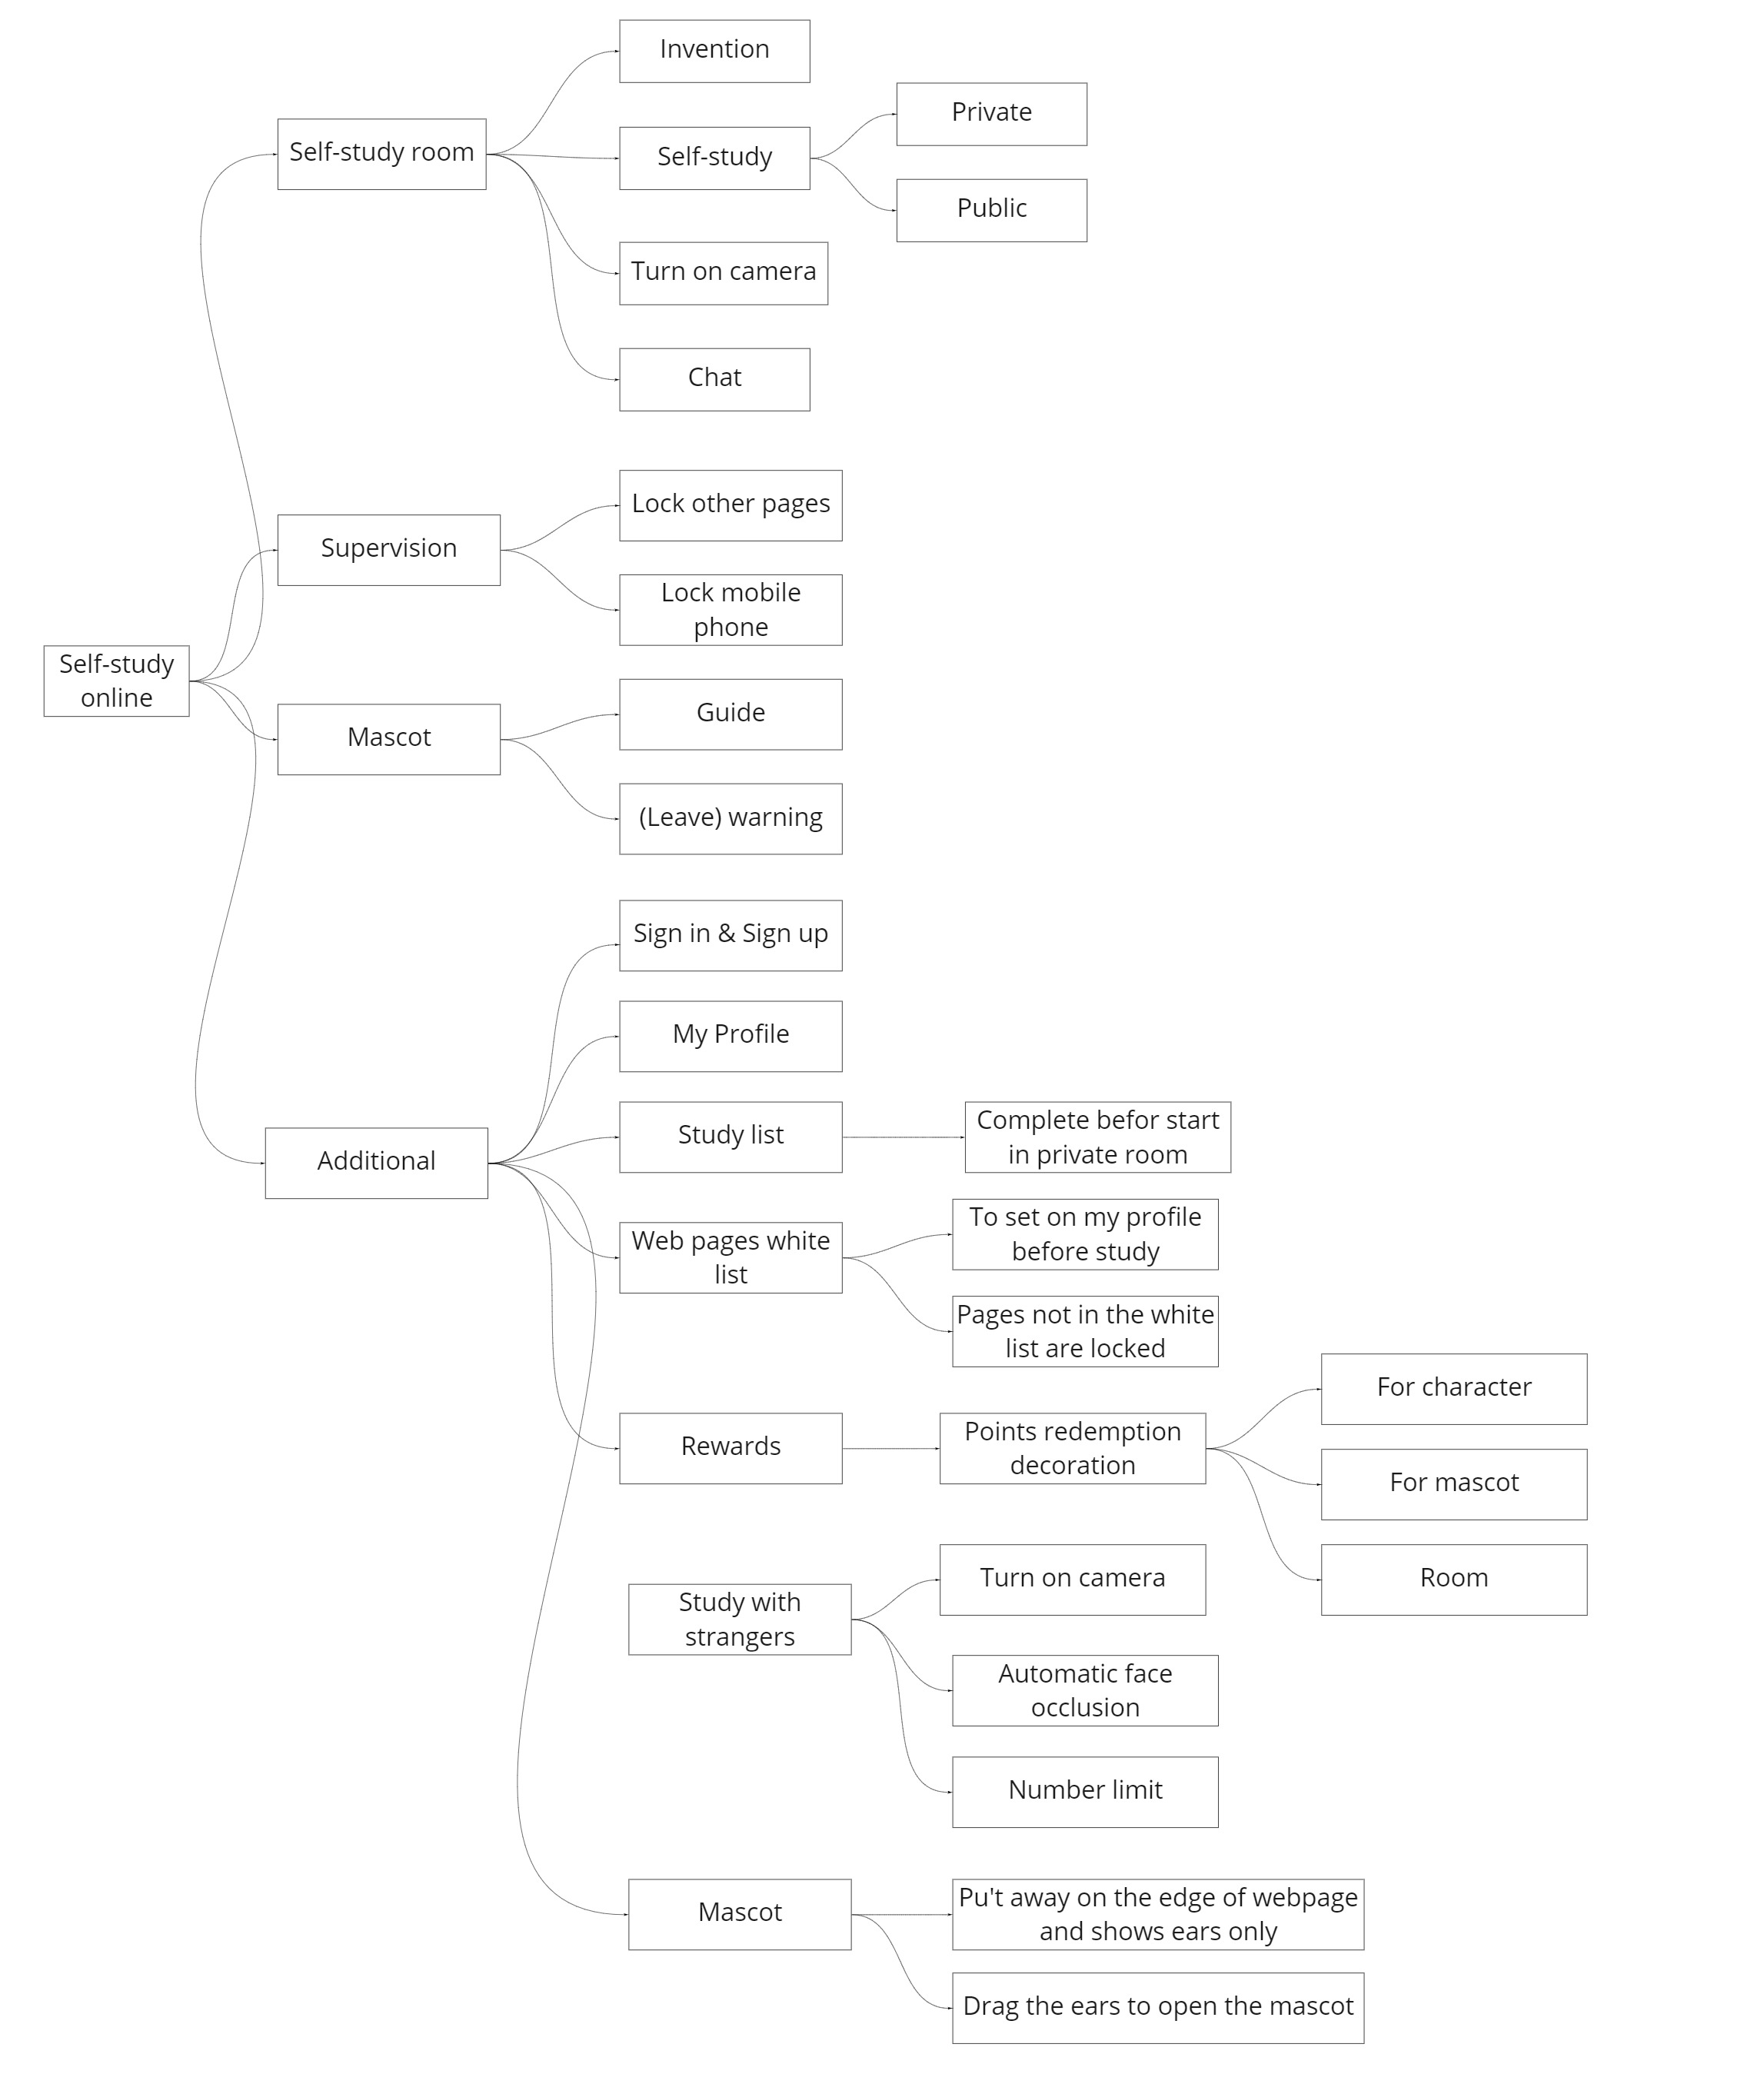 Invention
Private
Self-study room
Self-study
Public
Turn on camera
Chat
Lock other pages
Supervision
Lock mobile
phone
Self-study
online
Guide
Mascot
(Leave) warning
Sign in & Sign up
My Profile
Study list
Complete befor start
in private room
Additional
To set on my profile
before study
Web pages white
list
Pages not in the white
list are locked
For character
Rewards
Points redemption
decoration
For mascot
Room
Study with
strangers
Turn on camera
Automatic face
occlusion
Number limit
Mascot
Pu't away on the edge of webpage
and shows ears only
Drag the ears to open the mascot